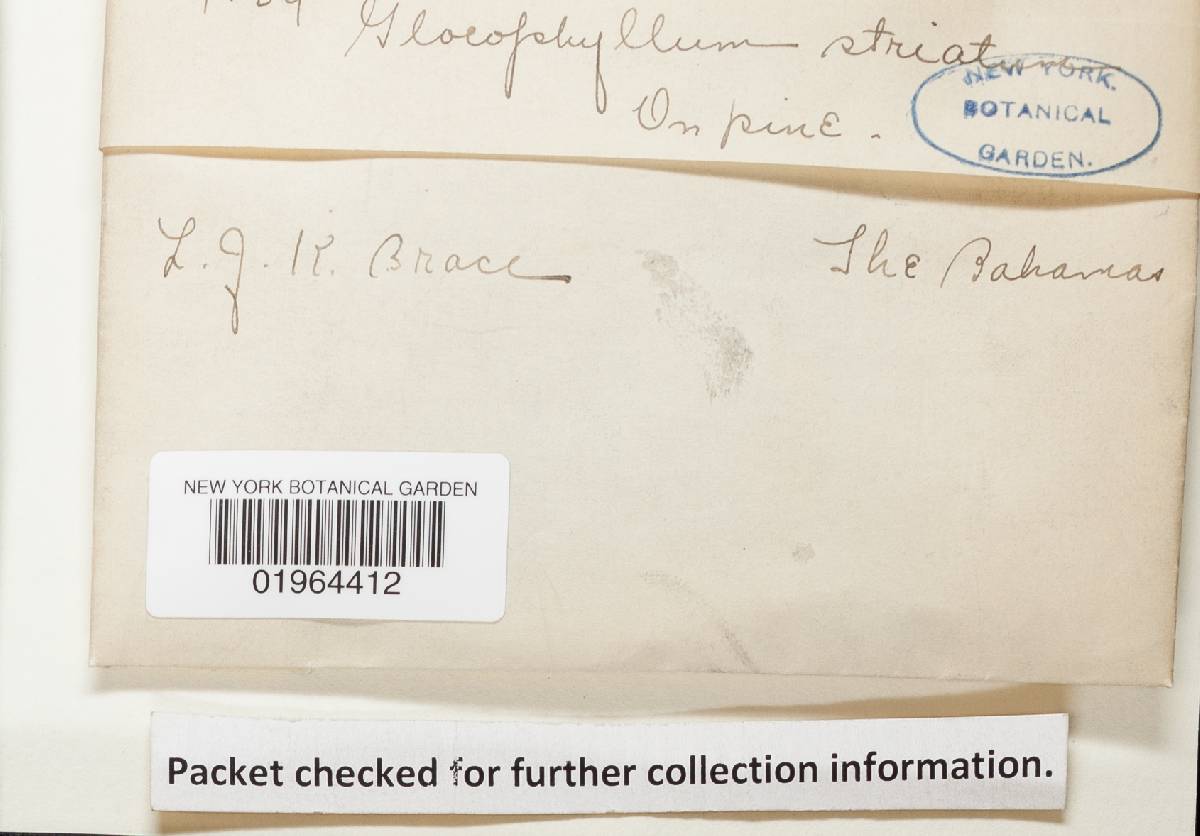 Gloeophyllum striatum
On pine.
NEW YORK.
BOTANICAL
GARDEN.
L. J. K. Brace
The Bahamas
NEW YORK BOTANICAL GARDEN
01964412
Packet checked for further collection information.